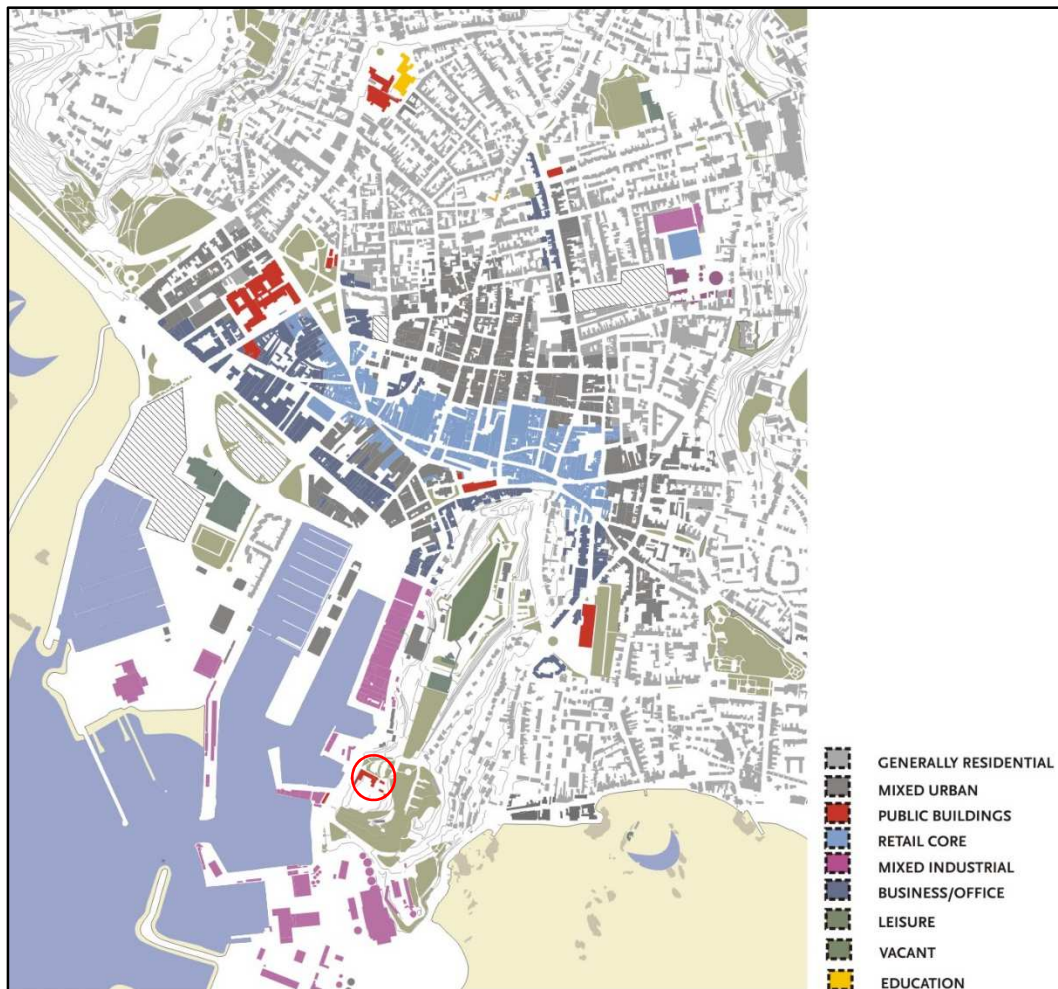 GENERALLY RESIDENTIAL
MIXED URBAN
PUBLIC BUILDINGS
RETAIL CORE
MIXED INDUSTRIAL
BUSINESS/OFFICE
LEISURE
VACANT
EDUCATION